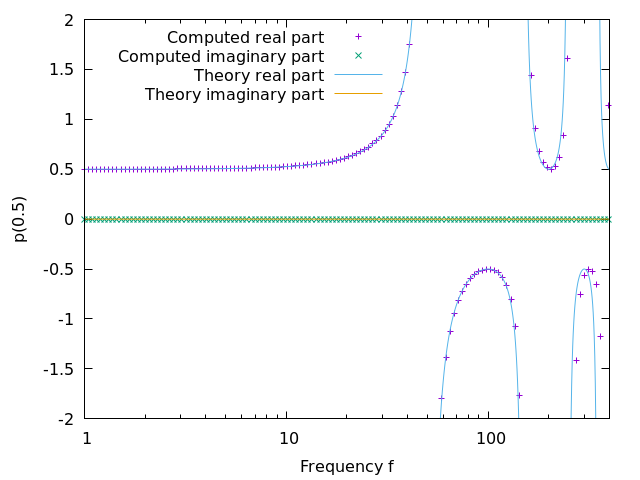 2
Computed real part
Computed imaginary part
1.5
Theory real part
Theory imaginary part
1
0.5
0
p(0.5)
-0.5
-1
-1.5
-2
1 10 100
Frequency f